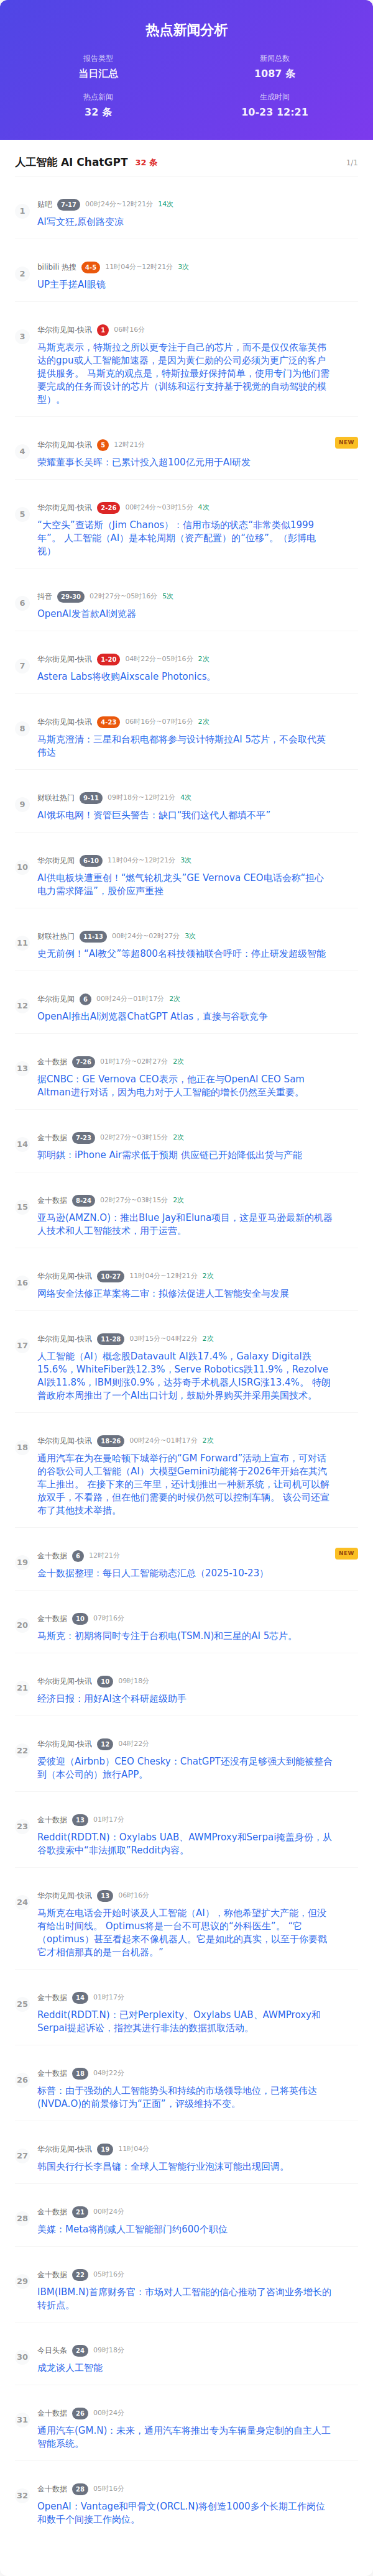 热点新闻分析
报告类型
新闻总数
当日汇总
1087 条
热点新闻
生成时间
32 条
10-23 12:21
人工智能 AI ChatGPT 32 条 1/1
1
贴吧 7-17 00时24分~12时21分 14次
AI写文狂,原创路变凉
2
bilibili 热搜 4-5 11时04分~12时21分 3次
UP主手搓AI眼镜
3
华尔街见闻-快讯 1 06时16分
马斯克表示，特斯拉之所以更专注于自己的芯片，而不是仅仅依靠英伟
达的gpu或人工智能加速器，是因为黄仁勋的公司必须为更广泛的客户
提供服务。 马斯克的观点是，特斯拉最好保持简单，使用专门为他们需
要完成的任务而设计的芯片（训练和运行支持基于视觉的自动驾驶的模
型）。
4
华尔街见闻-快讯 5 12时21分
NEW
荣耀董事长吴晖：已累计投入超100亿元用于AI研发
5
华尔街见闻-快讯 2-26 00时24分~03时15分 4次
“大空头”查诺斯（Jim Chanos）：信用市场的状态“非常类似1999
年”。 人工智能（AI）是本轮周期（资产配置）的“位移”。（彭博电
视）
6
抖音 29-30 02时27分~05时16分 5次
OpenAI发首款AI浏览器
7
华尔街见闻-快讯 1-20 04时22分~05时16分 2次
Astera Labs将收购Aixscale Photonics。
8
华尔街见闻-快讯 4-23 06时16分~07时16分 2次
马斯克澄清：三星和台积电都将参与设计特斯拉AI 5芯片，不会取代英
伟达
9
财联社热门 9-11 09时18分~12时21分 4次
AI饿坏电网！资管巨头警告：缺口“我们这代人都填不平”
10
华尔街见闻 6-10 11时04分~12时21分 3次
AI供电板块遭重创！“燃气轮机龙头”GE Vernova CEO电话会称“担心
电力需求降温”，股价应声重挫
11
财联社热门 11-13 00时24分~02时27分 3次
史无前例！“AI教父”等超800名科技领袖联合呼吁：停止研发超级智能
12
华尔街见闻 6 00时24分~01时17分 2次
OpenAI推出AI浏览器ChatGPT Atlas，直接与谷歌竞争
13
金十数据 7-26 01时17分~02时27分 2次
据CNBC：GE Vernova CEO表示，他正在与OpenAI CEO Sam
Altman进行对话，因为电力对于人工智能的增长仍然至关重要。
14
金十数据 7-23 02时27分~03时15分 2次
郭明錤：iPhone Air需求低于预期 供应链已开始降低出货与产能
15
金十数据 8-24 02时27分~03时15分 2次
亚马逊(AMZN.O)：推出Blue Jay和Eluna项目，这是亚马逊最新的机器
人技术和人工智能技术，用于运营。
16
华尔街见闻-快讯 10-27 11时04分~12时21分 2次
网络安全法修正草案将二审：拟修法促进人工智能安全与发展
17
华尔街见闻-快讯 11-28 03时15分~04时22分 2次
人工智能（AI）概念股Datavault AI跌17.4%，Galaxy Digital跌
15.6%，WhiteFiber跌12.3%，Serve Robotics跌11.9%，Rezolve
AI跌11.8%，IBM则涨0.9%，达芬奇手术机器人ISRG涨13.4%。 特朗
普政府本周推出了一个AI出口计划，鼓励外界购买并采用美国技术。
18
华尔街见闻-快讯 18-26 00时24分~01时17分 2次
通用汽车在为在曼哈顿下城举行的“GM Forward”活动上宣布，可对话
的谷歌公司人工智能（AI）大模型Gemini功能将于2026年开始在其汽
车上推出。 在接下来的三年里，还计划推出一种新系统，让司机可以解
放双手，不看路，但在他们需要的时候仍然可以控制车辆。 该公司还宣
布了其他技术举措。
19
金十数据 6 12时21分
NEW
金十数据整理：每日人工智能动态汇总（2025-10-23）
20
金十数据 10 07时16分
马斯克：初期将同时专注于台积电(TSM.N)和三星的AI 5芯片。
21
华尔街见闻-快讯 10 09时18分
经济日报：用好AI这个科研超级助手
22
华尔街见闻-快讯 12 04时22分
爱彼迎（Airbnb）CEO Chesky：ChatGPT还没有足够强大到能被整合
到（本公司的）旅行APP。
23
金十数据 13 01时17分
Reddit(RDDT.N)：Oxylabs UAB、AWMProxy和Serpai掩盖身份，从
谷歌搜索中“非法抓取”Reddit内容。
24
华尔街见闻-快讯 13 06时16分
马斯克在电话会开始时谈及人工智能（AI），称他希望扩大产能，但没
有给出时间线。 Optimus将是一台不可思议的“外科医生”。 “它
（optimus）甚至看起来不像机器人。它是如此的真实，以至于你要戳
它才相信那真的是一台机器。”
25
金十数据 14 01时17分
Reddit(RDDT.N)：已对Perplexity、Oxylabs UAB、AWMProxy和
Serpai提起诉讼，指控其进行非法的数据抓取活动。
26
金十数据 18 04时22分
标普：由于强劲的人工智能势头和持续的市场领导地位，已将英伟达
(NVDA.O)的前景修订为“正面”，评级维持不变。
27
华尔街见闻-快讯 19 11时04分
韩国央行行长李昌镛：全球人工智能行业泡沫可能出现回调。
28
金十数据 21 00时24分
美媒：Meta将削减人工智能部门约600个职位
29
金十数据 22 05时16分
IBM(IBM.N)首席财务官：市场对人工智能的信心推动了咨询业务增长的
转折点。
30
今日头条 24 09时18分
成龙谈人工智能
31
金十数据 26 00时24分
通用汽车(GM.N)：未来，通用汽车将推出专为车辆量身定制的自主人工
智能系统。
32
金十数据 28 05时16分
OpenAI：Vantage和甲骨文(ORCL.N)将创造1000多个长期工作岗位
和数千个间接工作岗位。